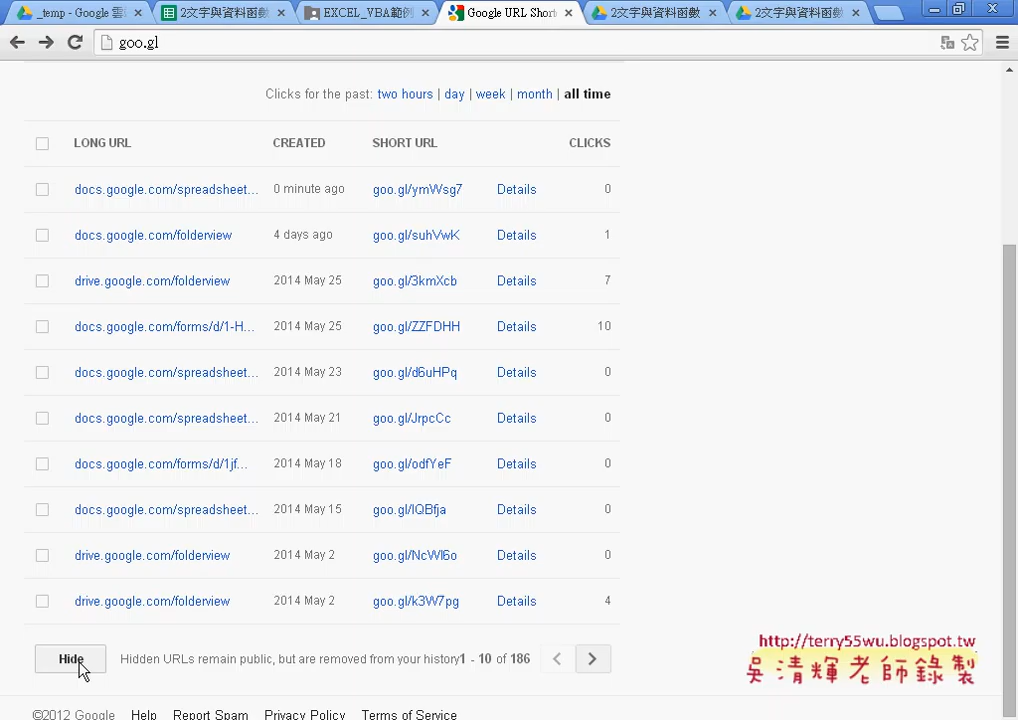 _temp - Google 雲
2文字與資料函數
EXCEL_VBA範例
Google URL Short
2文字與資料函數
2文字與資料函數
goo.gl
Clicks for the past: two hours | day | week | month | all time
LONG URL CREATED SHORT URL CLICKS
docs.google.com/spreadsheet... 0 minute ago goo.gl/ymWsg7 Details 0
docs.google.com/folderview 4 days ago goo.gl/suhVwK Details 1
drive.google.com/folderview 2014 May 25 goo.gl/3kmXcb Details 7
docs.google.com/forms/d/1-H... 2014 May 25 goo.gl/ZZFDHH Details 10
docs.google.com/spreadsheet... 2014 May 23 goo.gl/d6uHPq Details 0
docs.google.com/spreadsheet... 2014 May 21 goo.gl/JrpcCc Details 0
docs.google.com/forms/d/1jf... 2014 May 18 goo.gl/odfYeF Details 0
docs.google.com/spreadsheet... 2014 May 15 goo.gl/IQBfja Details 0
drive.google.com/folderview 2014 May 2 goo.gl/NcWl6o Details 0
drive.google.com/folderview 2014 May 2 goo.gl/k3W7pg Details 4
Hide Hidden URLs remain public, but are removed from your history 1 - 10 of 186
http://terry55wu.blogspot.tw
吳清輝老師錄製
©2012 Google Help Report Spam Privacy Policy Terms of Service